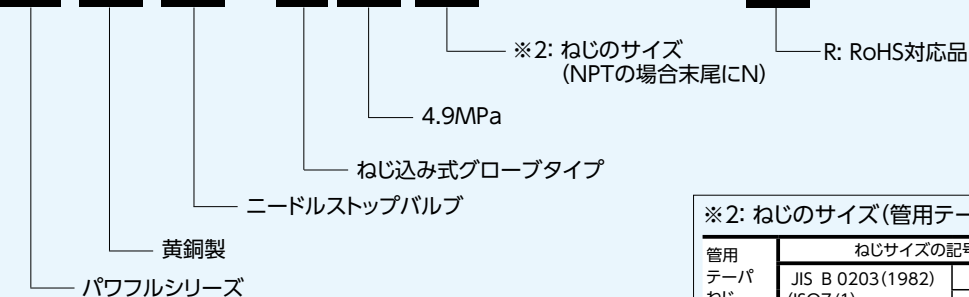 ※2: ねじのサイズ
(NPTの場合末尾にN)
R: RoHS対応品
4.9MPa
ねじ込み式グローブタイプ
ニードルストップバルブ
黄銅製
パワフルシリーズ
※2: ねじのサイズ(管用テー
管用
テーパ
ねじサイズの記
JIS B 0203(1982)